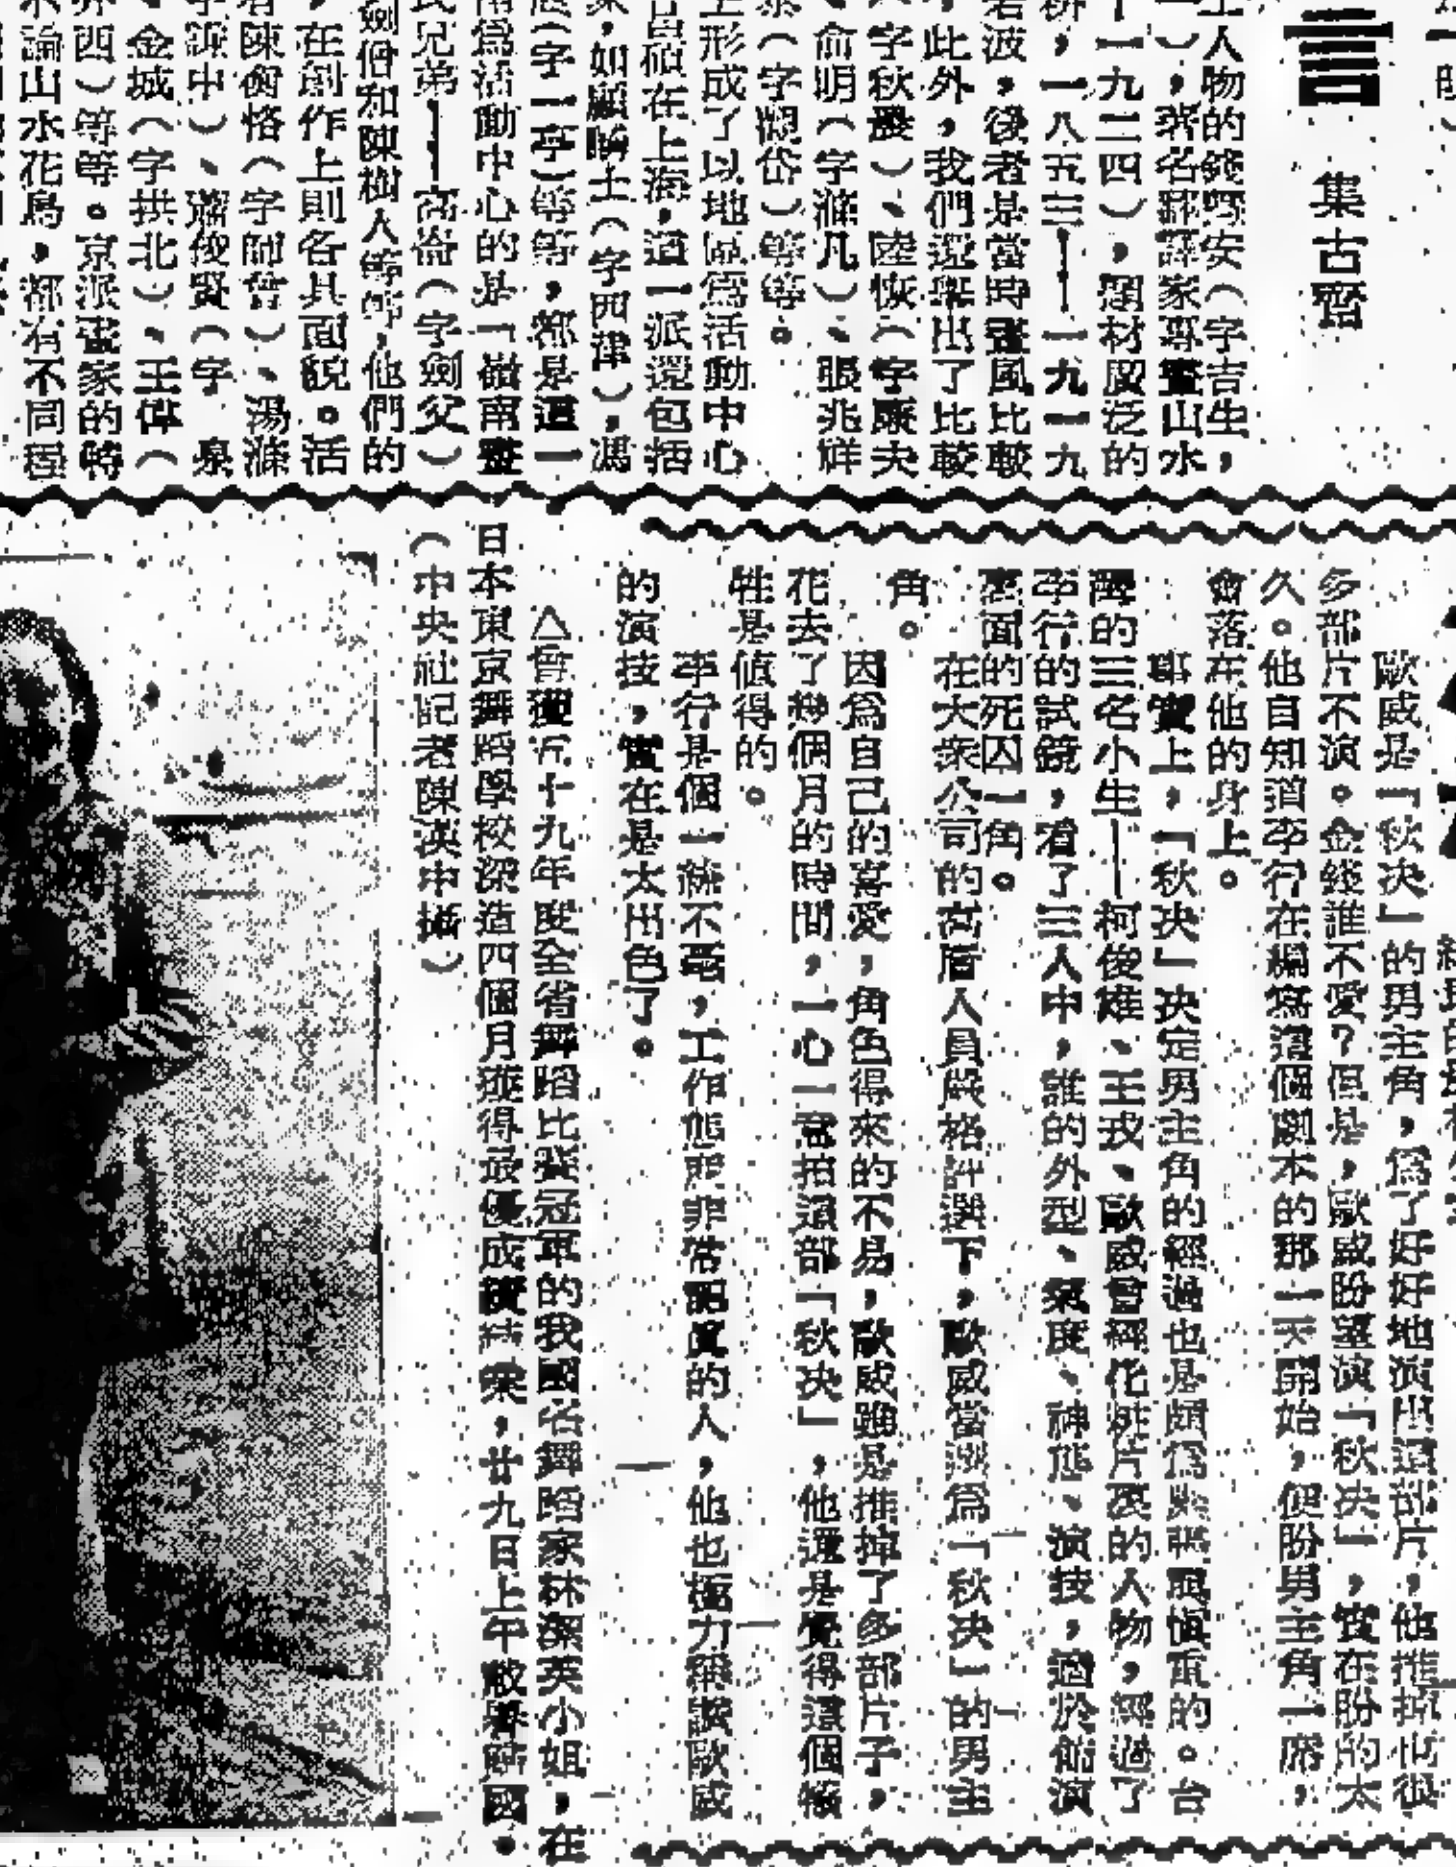 言
集古齋
人物的錢慧安（字吉生，
），著名　　家專畫山水
一九二四），題材廣泛的
耕，一八五三——一九一九
若波，後者是當時畫風比較
，此外，我們還舉出了比較
（字秋農）、陸恢（字廉夫
、俞明（字滌凡）、張兆祥
泰（字觀岱）等等。
上形成了以地區爲活動中心
昌碩在上海，這一派還包括
，如顧麟士（字西津），馮
（字一亭）等等，都是這一
南爲活動中心的是「嶺南畫
氏兄弟——高崙（字劍父）
劍僧和陳樹人等等，他們的
，在創作上則各具面貌。活
者陳衡恪（字師曾）、湯滌
中）、蕭俊賢（字　泉
、金城（字拱北）、王偉（
四）等等。京派畫家的特
不論山水花鳥，都有不同程
歐威是「秋決」的男主角，爲了好好地演出這部片，他推掉也很
多部片不演。金錢誰不愛？但是，歐威盼望演「秋決」，實在盼的太
久。他自知道李行在編寫這個劇本的那一天開始，便盼男主角一席，
會落在他的身上。
事實上，「秋決」決定男主角的經過也是頗爲　　　愼重的。台
灣的三名小生——柯俊雄、王戎、歐威曾經化粧片裏的人物，經過了
李行的試鏡，看了三人中，誰的外型、氣度、神態、演技，適於飾演
裏面的死囚一角。
在大衆公司的高層人員嚴格評選下，歐威當選爲「秋決」的男主
角。
因爲自己的喜愛，角色得來的不易，歐威雖是推掉了多部片子，
花去了幾個月的時間，一心一意拍這部「秋決」，他還是覺得這個犧
牲是值得的。
李行是個一絲不苟，工作態度非常認眞的人，他也極力稱讚歐威
的演技，實在是太出色了。
△曾獲五十九年度全省舞蹈比賽冠軍的我國名舞蹈家林潔英小姐，在
日本東京舞蹈學校深造四個月獲得最優成績結業，廿九日上午啟程歸國。
（中央社記者陳漢中攝）